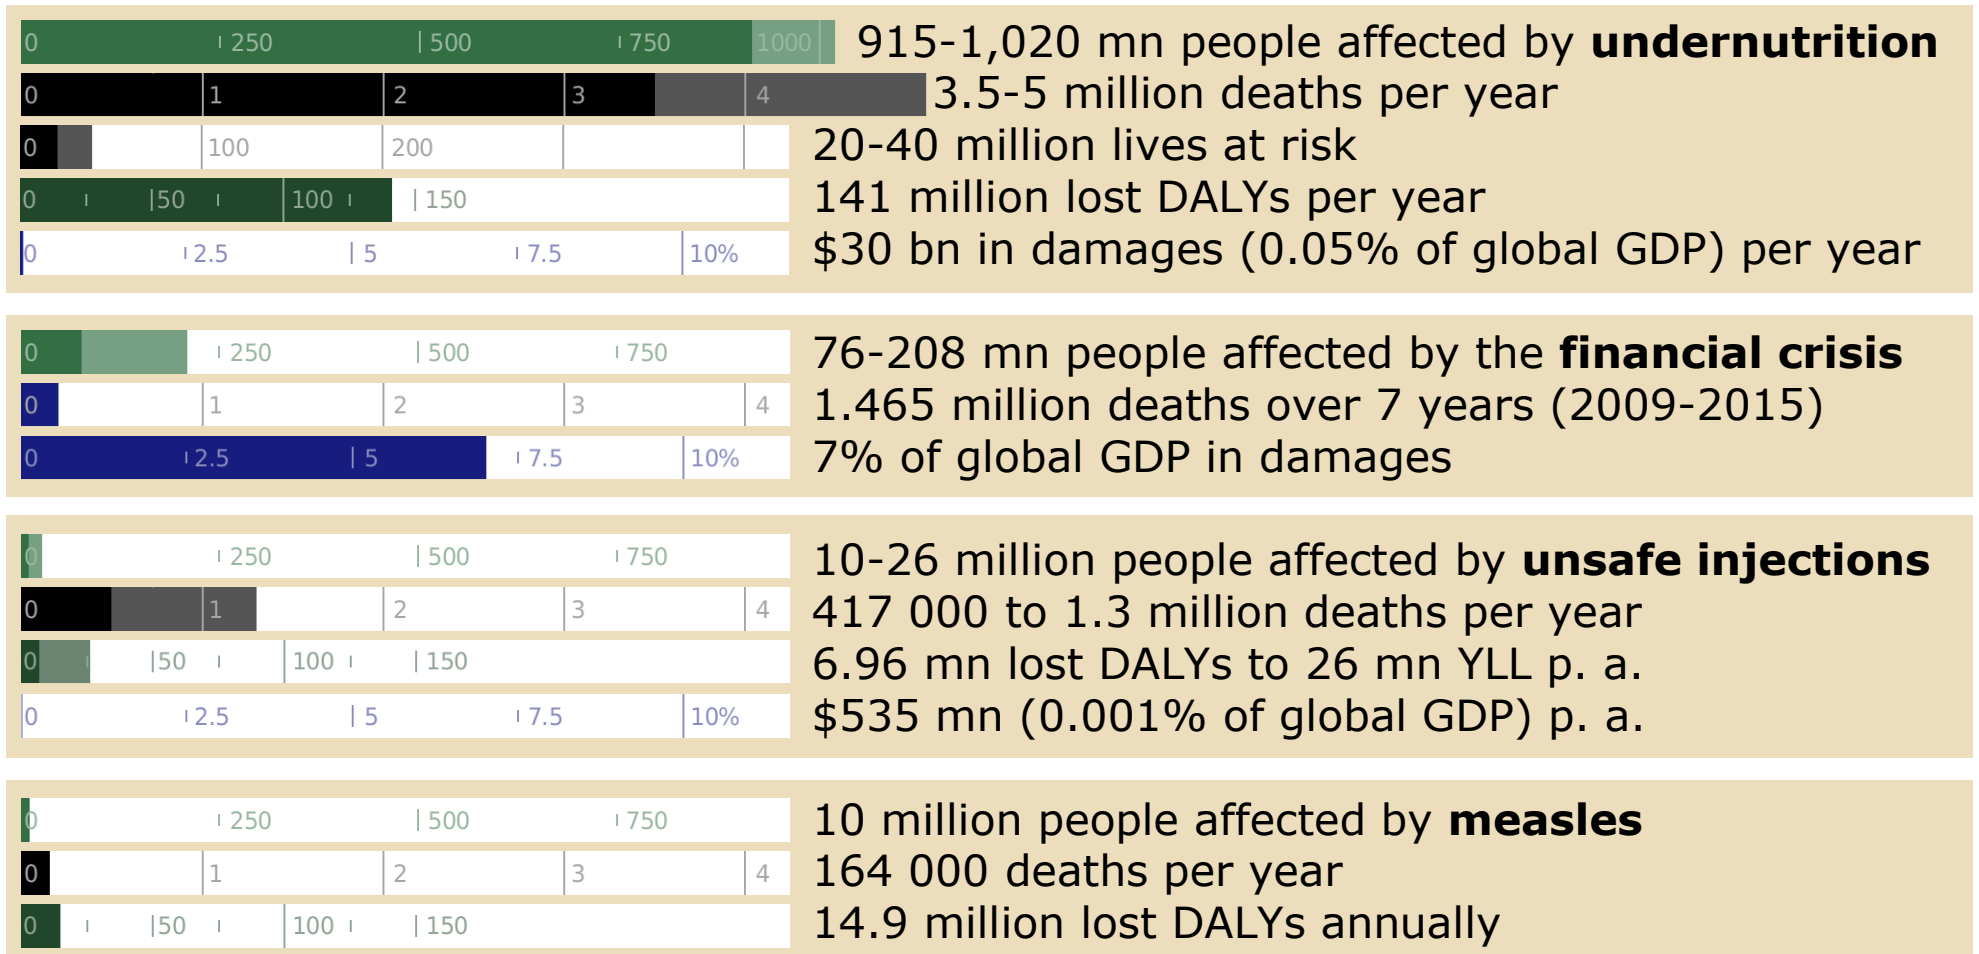 0 250 500 750 1000 915-1,020 mn people affected by undernutrition
0 1 2 3 4 3.5-5 million deaths per year
0 100 200 20-40 million lives at risk
0 50 100 150 141 million lost DALYs per year
0 2.5 5 7.5 10% $30 bn in damages (0.05% of global GDP) per year
0 250 500 750 76-208 mn people affected by the financial crisis
0 1 2 3 4 1.465 million deaths over 7 years (2009-2015)
0 2.5 5 7.5 10% 7% of global GDP in damages
0 250 500 750 10-26 million people affected by unsafe injections
0 1 2 3 4 417 000 to 1.3 million deaths per year
0 50 100 150 6.96 mn lost DALYs to 26 mn YLL p. a.
0 2.5 5 7.5 10% $535 mn (0.001% of global GDP) p. a.
0 250 500 750 10 million people affected by measles
0 1 2 3 4 164 000 deaths per year
0 50 100 150 14.9 million lost DALYs annually